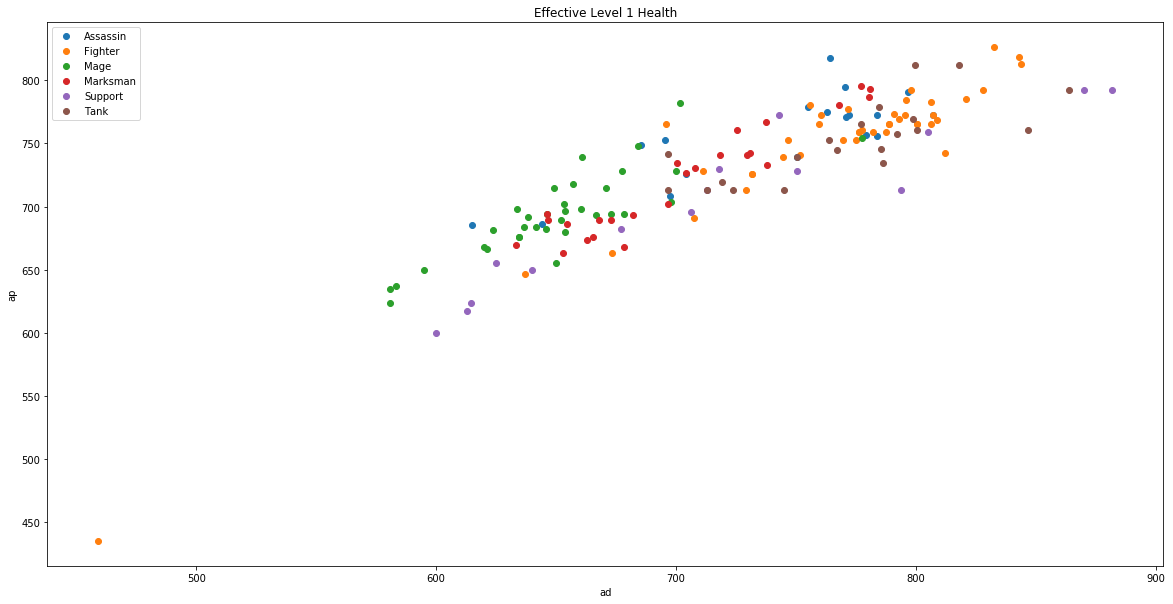 Effective Level 1 Health
Assassin
Fighter
Mage
Marksman
Support
Tank
800
750
700
650
600
550
500
450
ap
500
600
700
800
900
ad